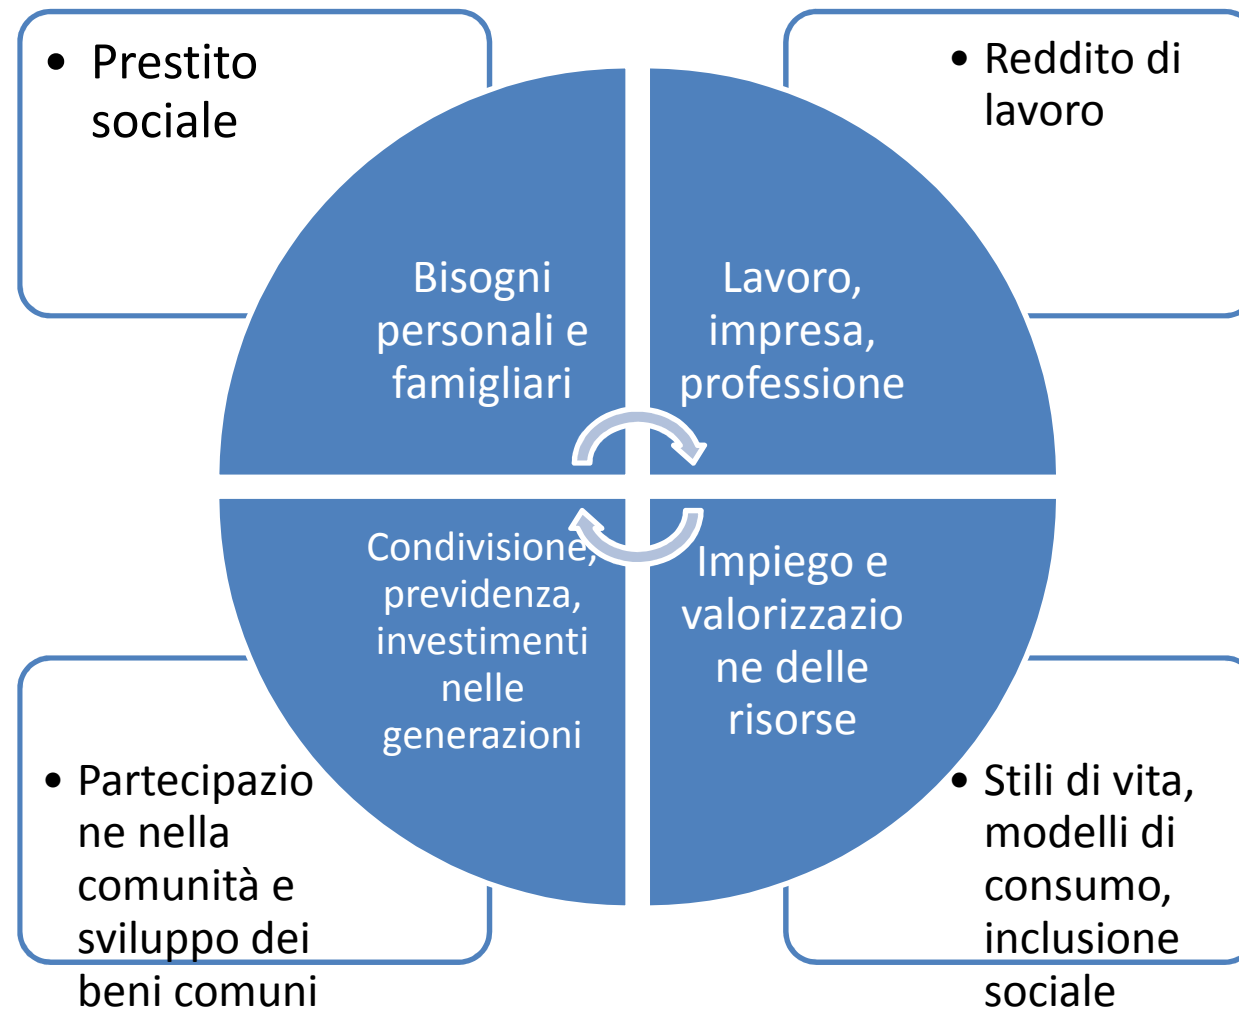 • Prestito
sociale
• Reddito di
lavoro
Bisogni
personali e
famigliari
Lavoro,
impresa,
professione
Condivisione,
previdenza,
investimenti
nelle
generazioni
Impiego e
valorizzazio
ne delle
risorse
• Partecipazio
ne nella
comunità e
sviluppo dei
beni comuni
• Stili di vita,
modelli di
consumo,
inclusione
sociale